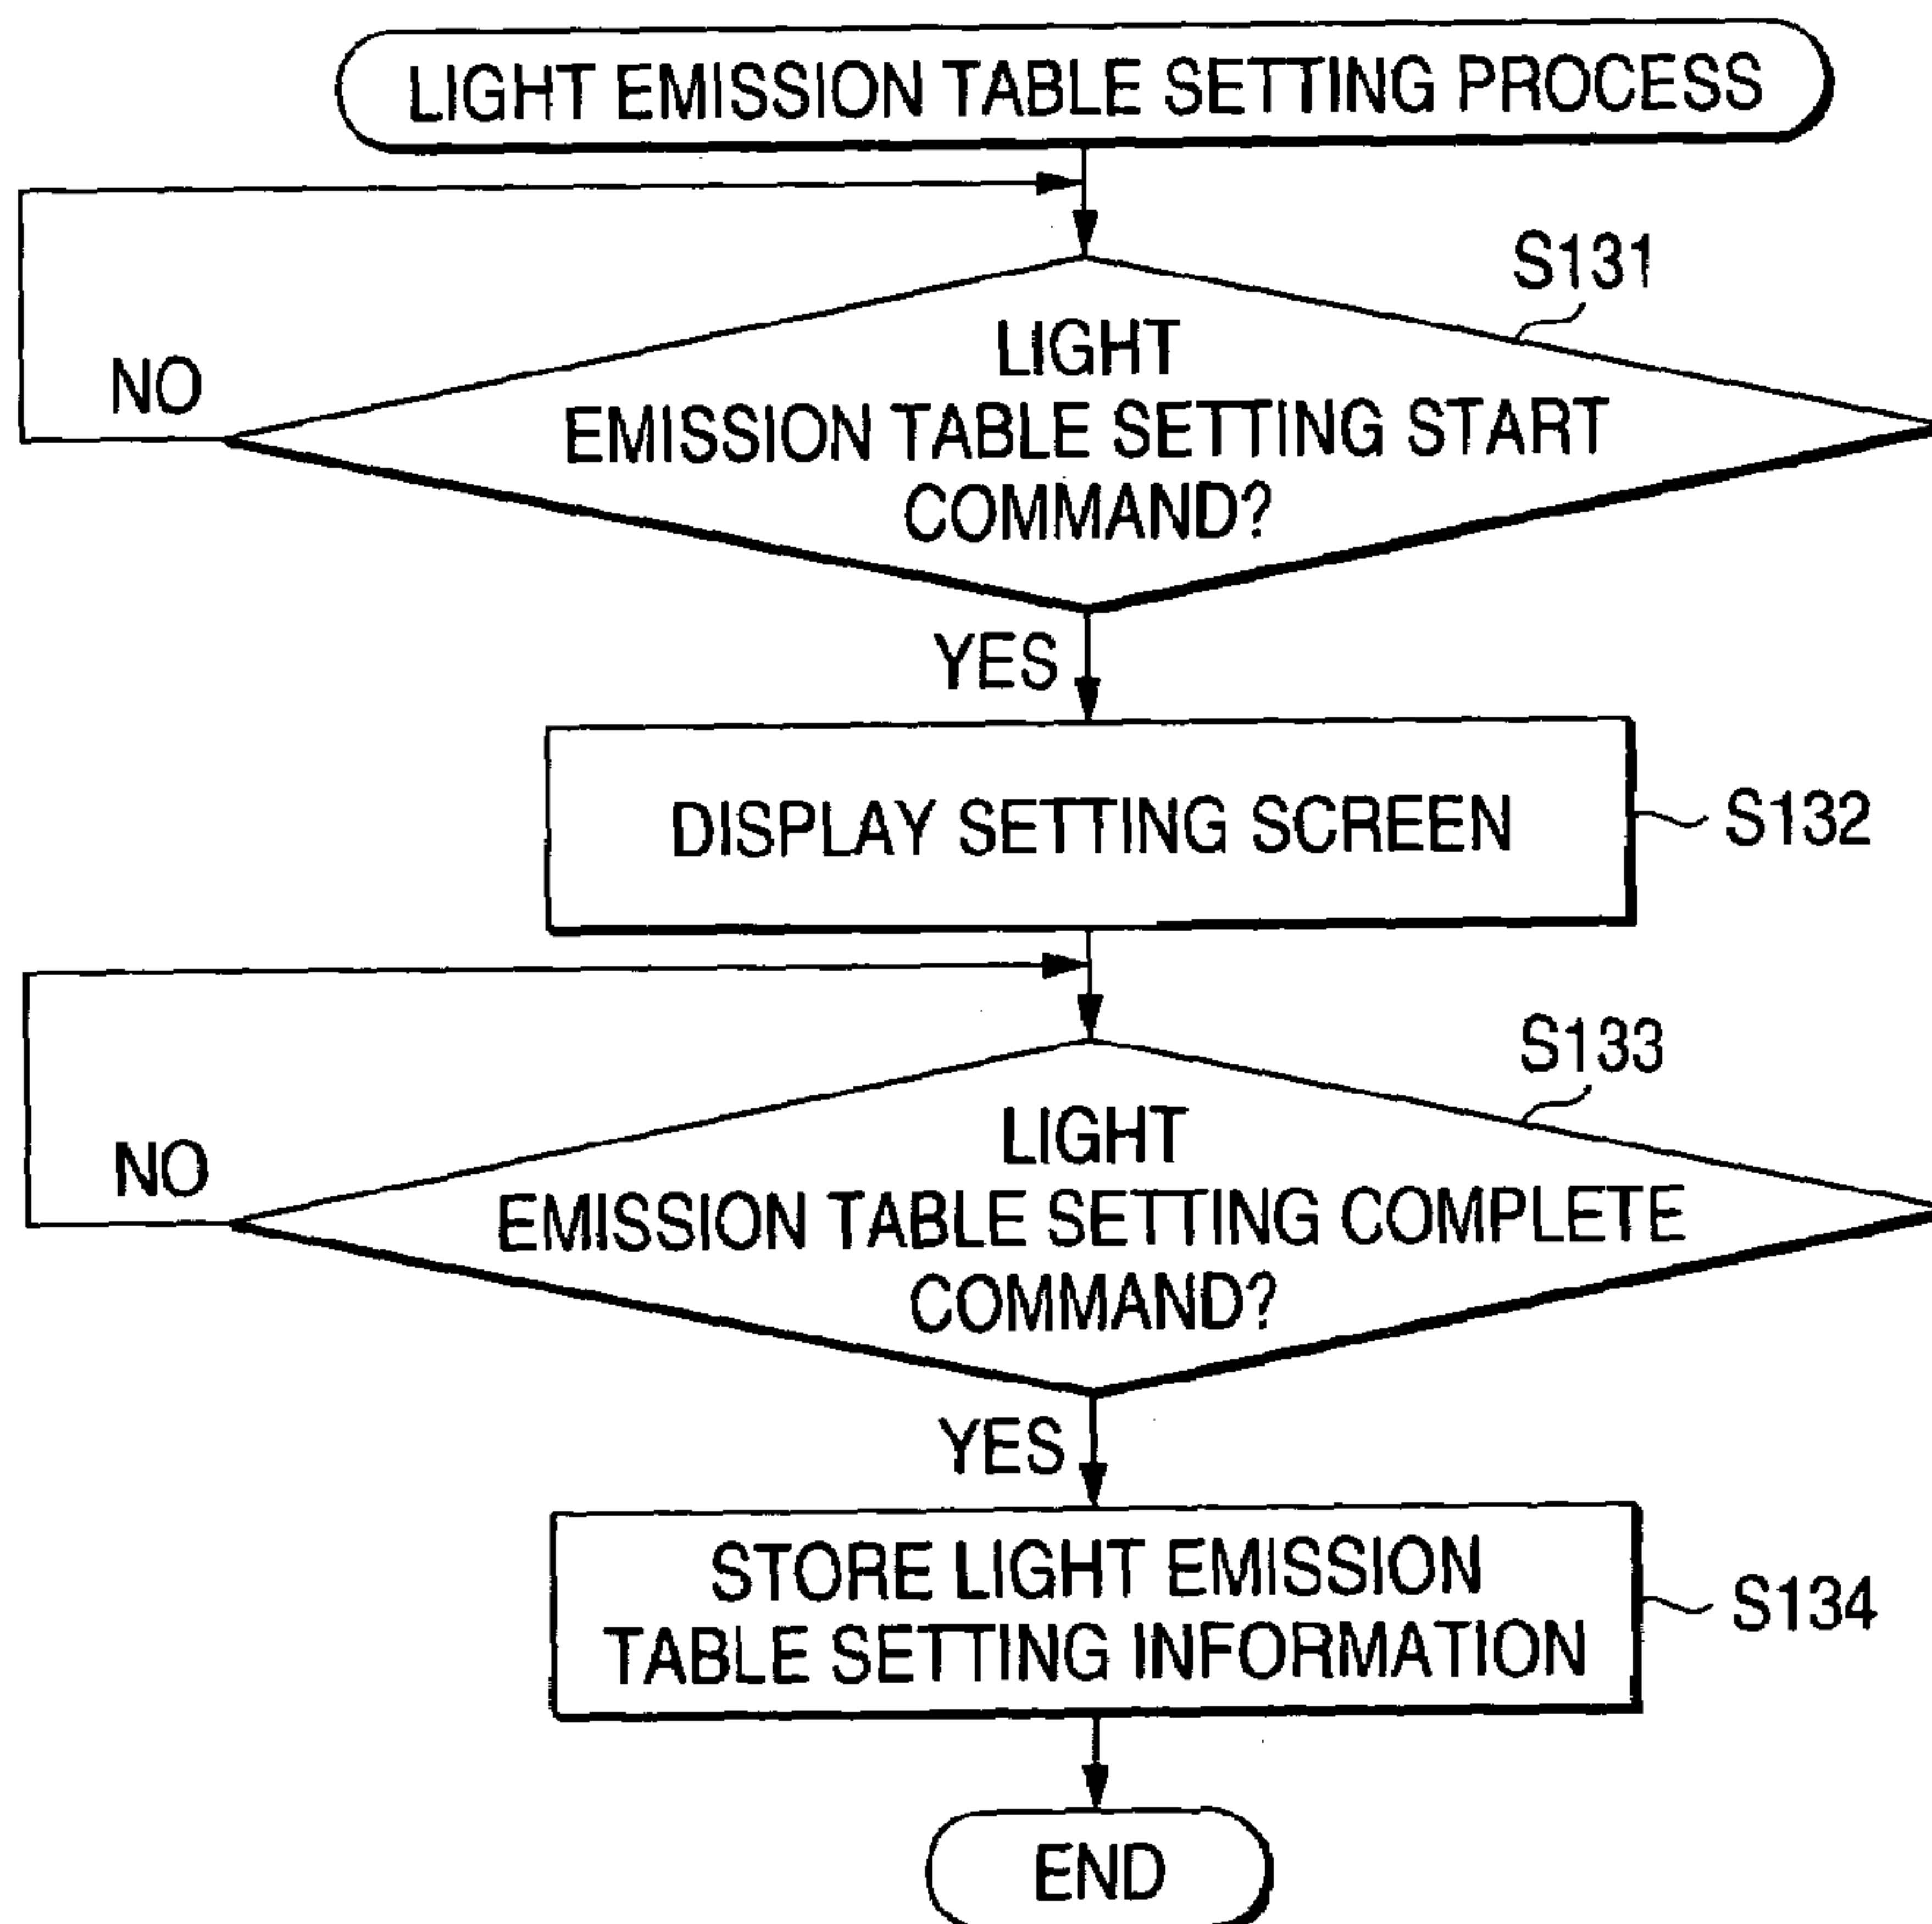 LIGHT EMISSION TABLE SETTING PROCESS
S131
LIGHT
EMISSION TABLE SETTING START
COMMAND?
NO
YES
DISPLAY SETTING SCREEN
S132
S133
LIGHT
EMISSION TABLE SETTING COMPLETE
COMMAND?
NO
YES
STORE LIGHT EMISSION
TABLE SETTING INFORMATION
S134
END